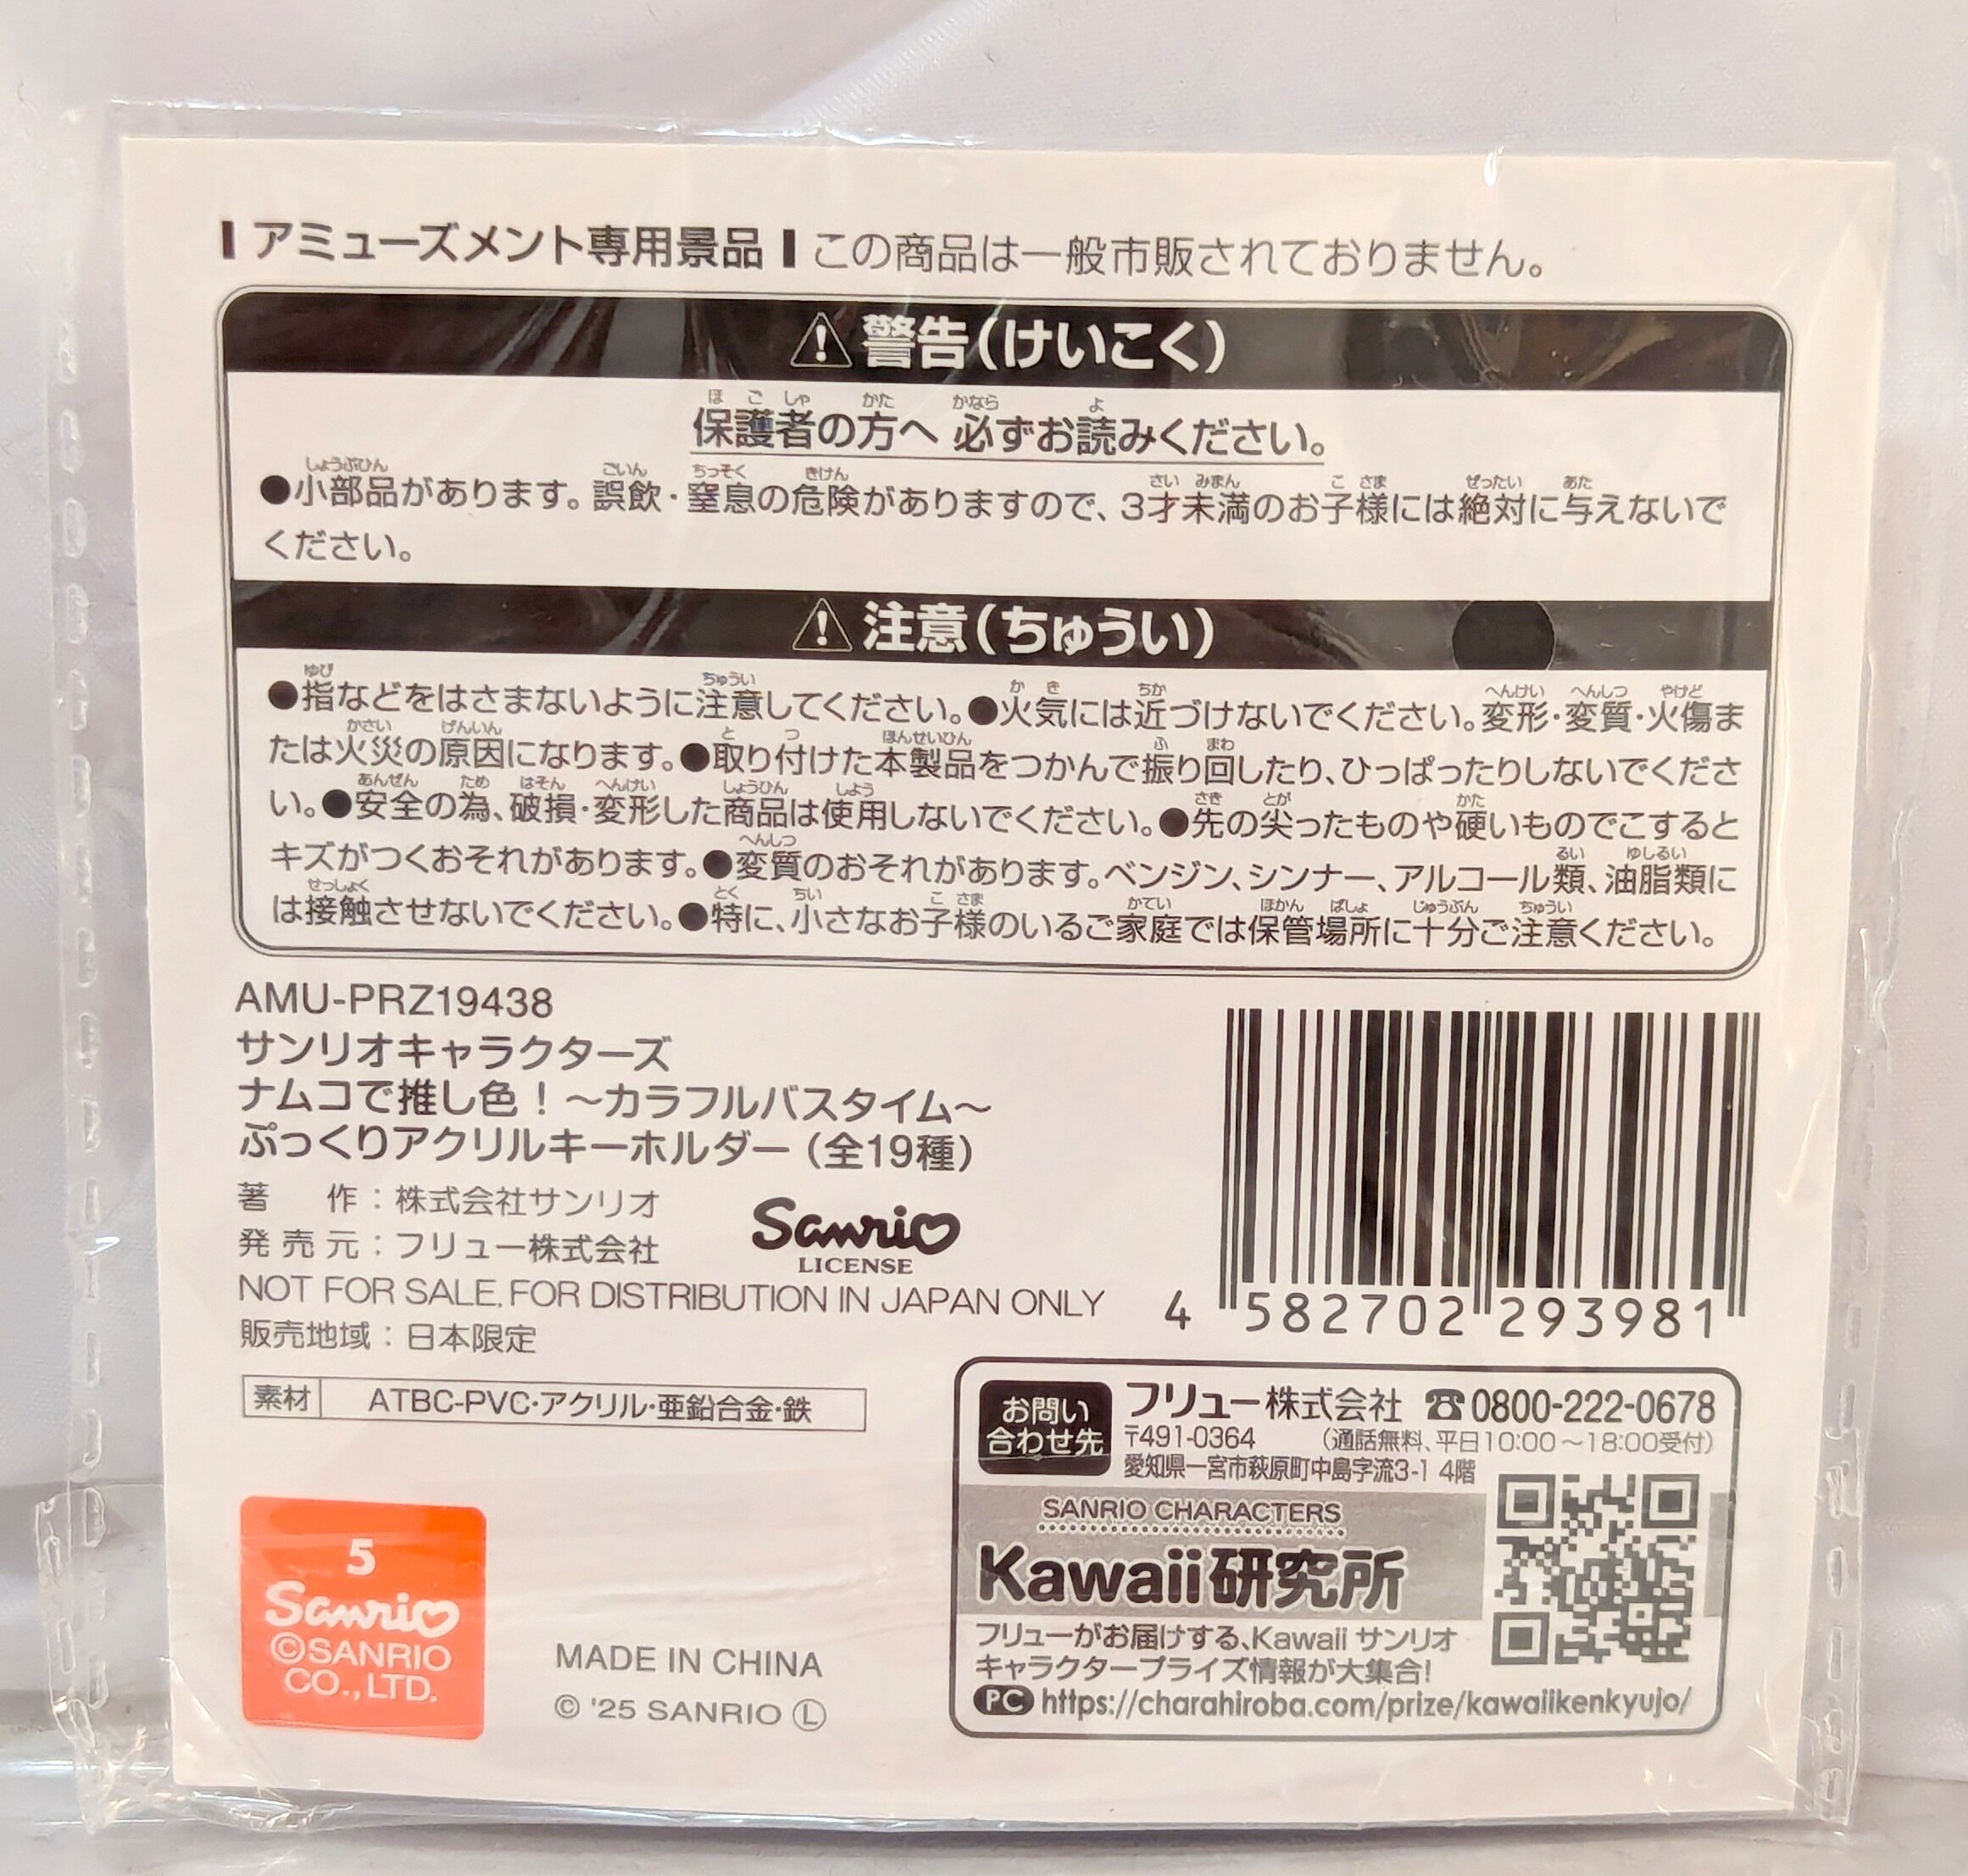 アミューズメント専用景品 この商品は一般市販されておりません。
警告(けいこく)
保護者の方へ 必ずお読みください。
●小部品があります。誤飲・窒息の危険がありますので、3才未満のお子様には絶対に与えないで
ください。
注意(ちゅうい)
●指などをはさまないように注意してください。●火気には近づけないでください。変形・変質・火傷ま
たは火災の原因になります。●取り付けた本製品をつかんで振り回したり、ひっぱったりしないでくださ
い。●安全の為、破損・変形した商品は使用しないでください。●先の尖ったものや硬いものでこすると
キズがつくおそれがあります。●変質のおそれがあります。ベンジン、シンナー、アルコール類、油脂類に
は接触させないでください。●特に、小さなお子様のいるご家庭では保管場所に十分ご注意ください。
AMU-PRZ19438
サンリオキャラクターズ
ナムコで推し色！～カラフルバスタイム～
ぷっくりアクリルキーホルダー(全19種)
著 作：株式会社サンリオ
発売元：フリュー株式会社
Sanrio
LICENSE
NOT FOR SALE, FOR DISTRIBUTION IN JAPAN ONLY
販売地域：日本限定
4 582702 293981
素材 ATBC-PVC・アクリル・亜鉛合金・鉄
お問い
合わせ先
フリュー株式会社 ☎0800-222-0678
〒491-0364 (通話無料、平日10:00～18:00受付)
愛知県一宮市萩原町中島字流3-1 4階
SANRIO CHARACTERS
Kawaii研究所
フリューがお届けする、Kawaii サンリオ
キャラクタープライズ情報が大集合!
PC https://charahiroba.com/prize/kawaiikenkyujo/
5
Sanrio
©SANRIO
CO., LTD.
MADE IN CHINA
© '25 SANRIO Ⓛ